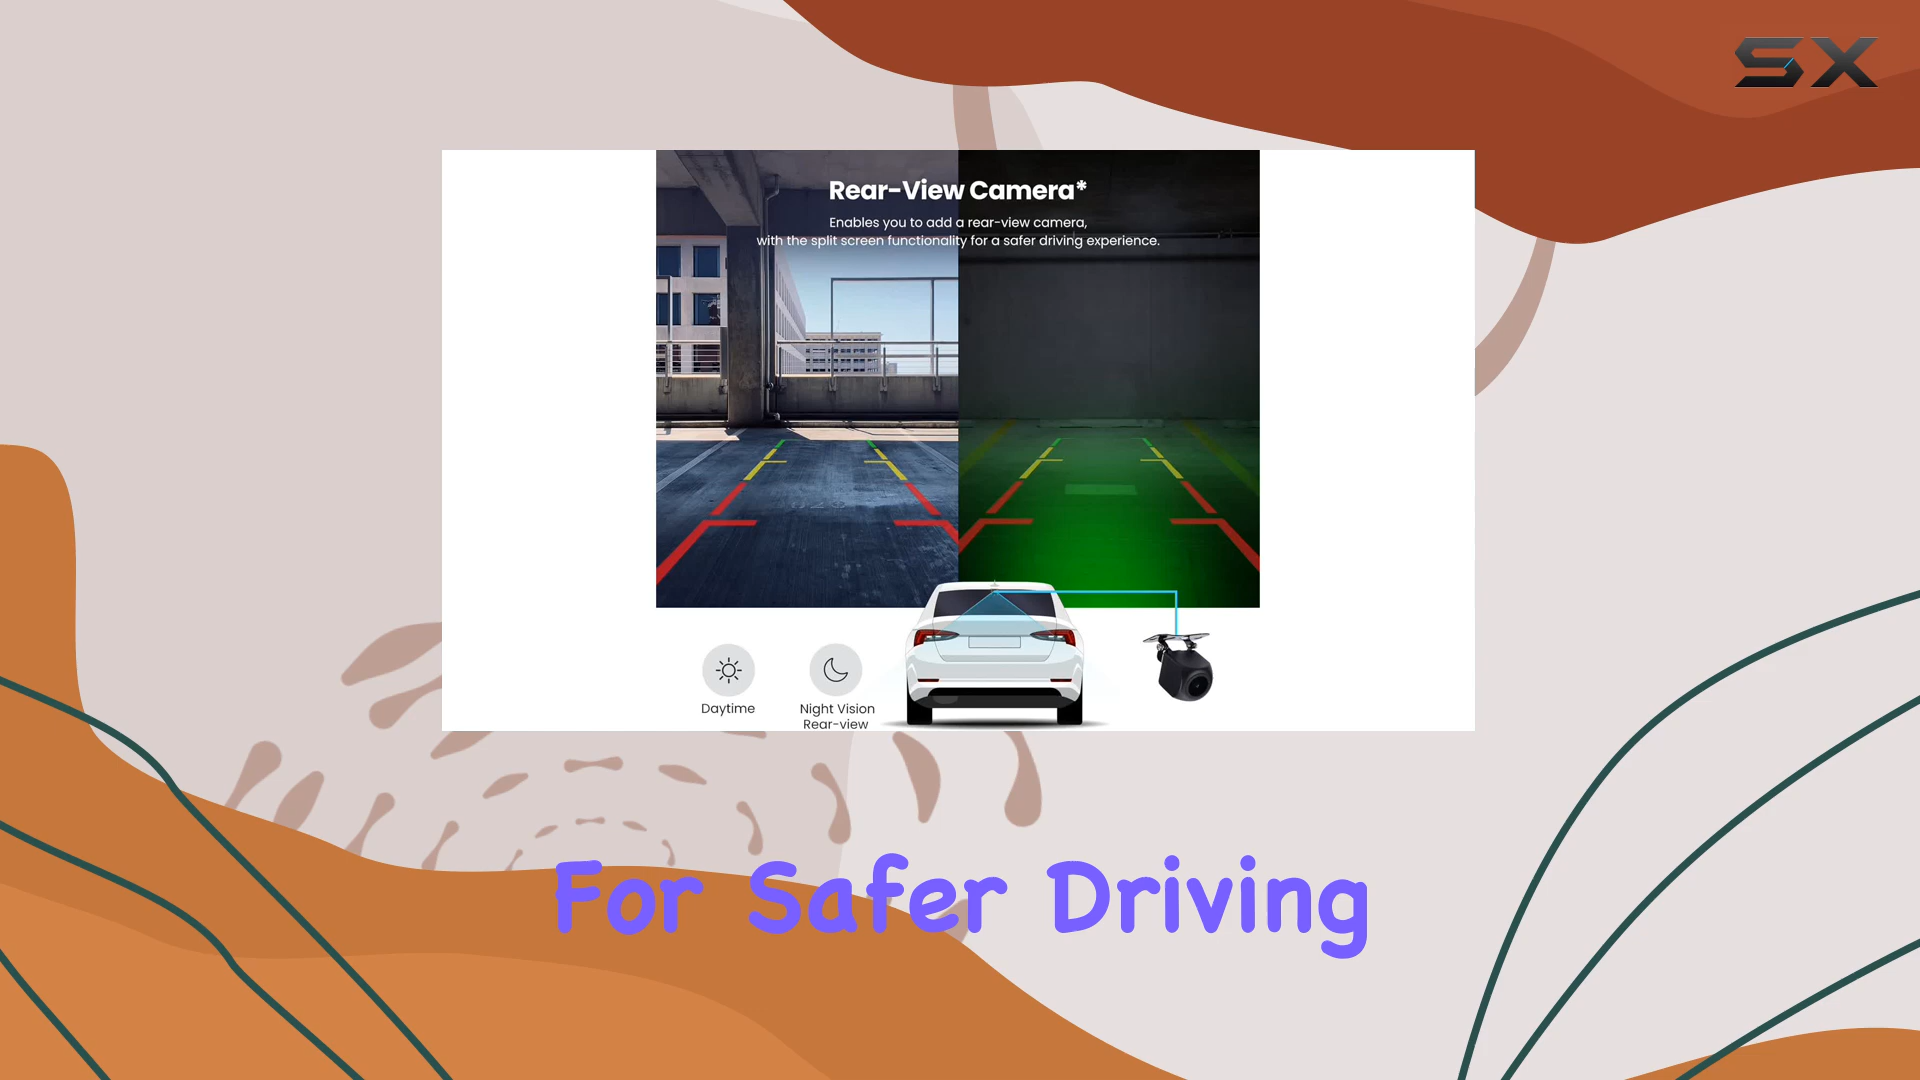 SX
Rear-View Camera*
Enables you to add a rear-view camera,
with the split screen functionality for a safer driving experience.
Daytime
Night Vision
Rear-view
For Safer Driving